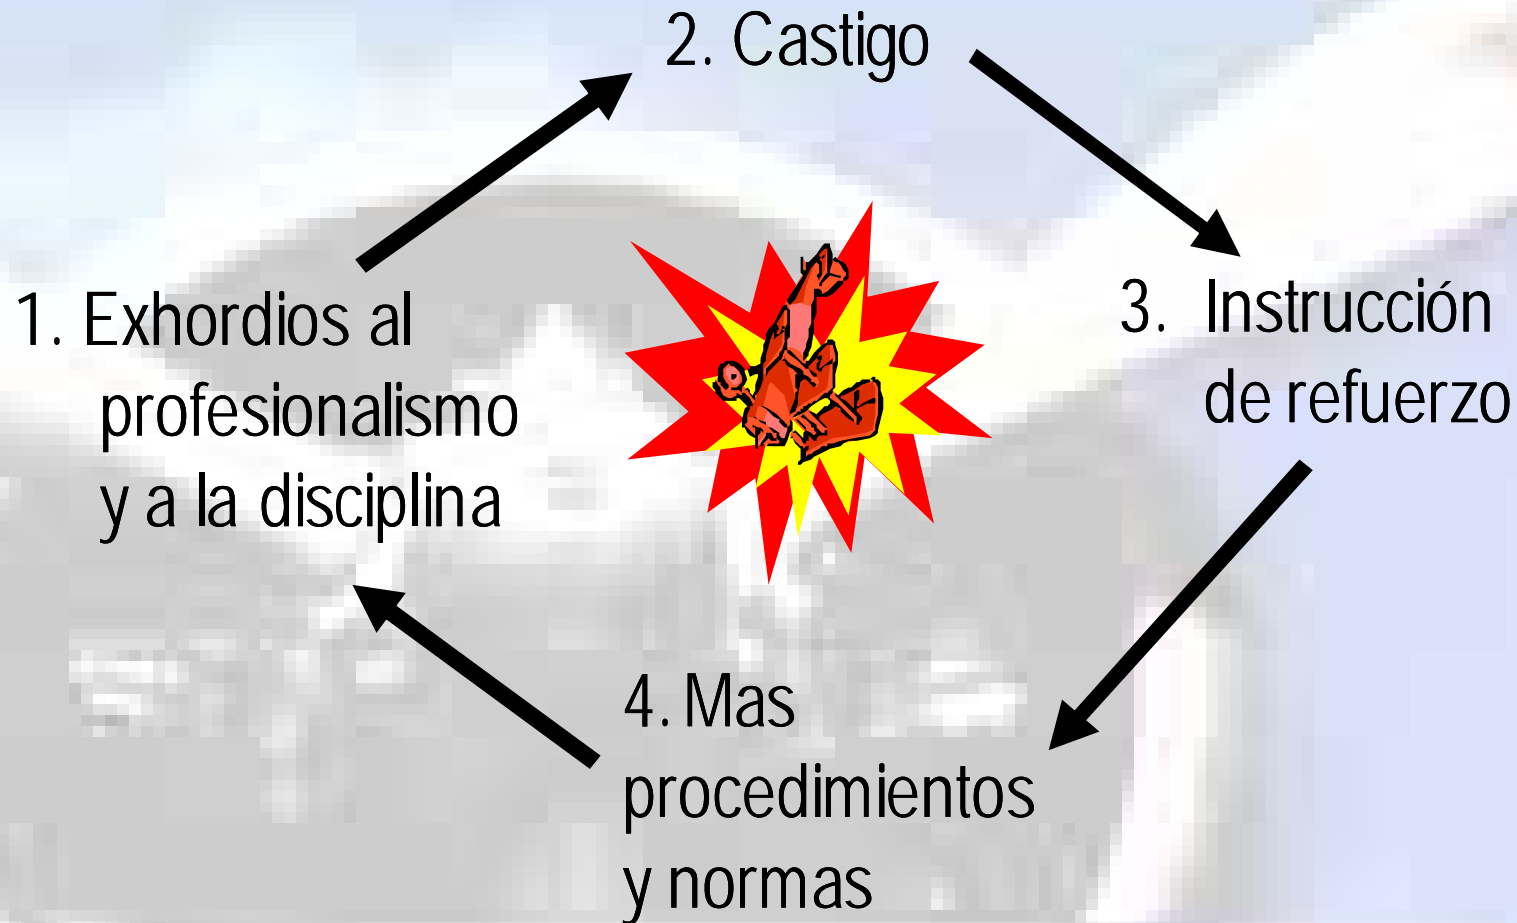 2. Castigo
1. Exhordios al
profesionalismo
y a la disciplina
3. Instrucción
de refuerzo
4. Mas
procedimientos
y normas